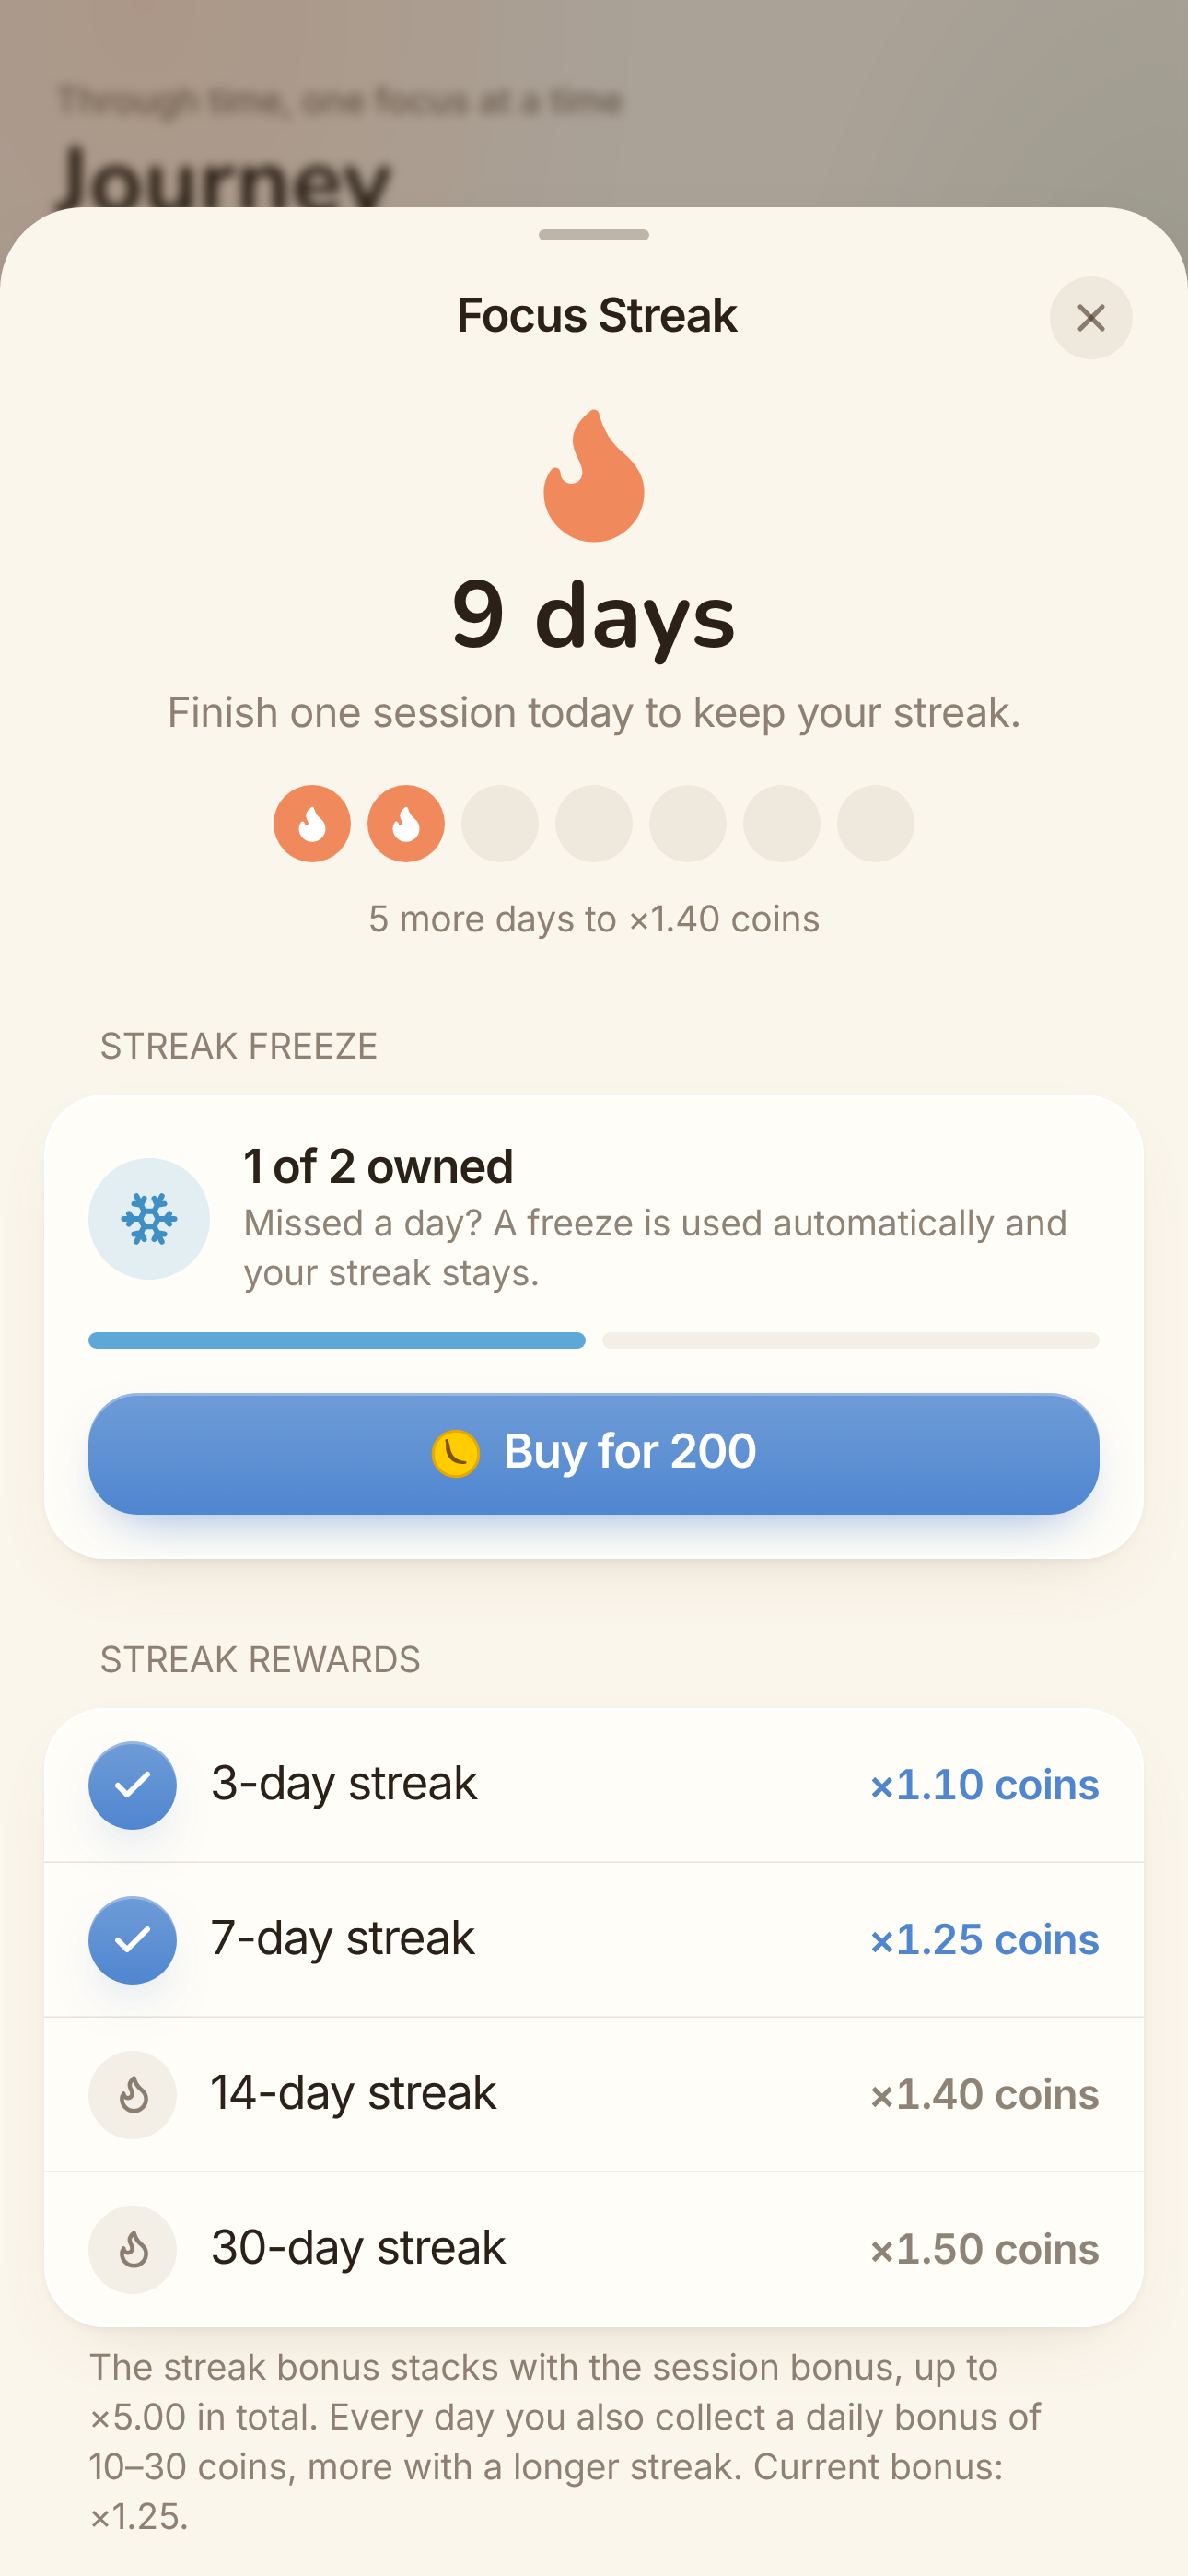 Through time, one focus at a time
Journey
Focus Streak
9 days
Finish one session today to keep your streak.
5 more days to ×1.40 coins
STREAK FREEZE
1 of 2 owned
Missed a day? A freeze is used automatically and
your streak stays.
Buy for 200
STREAK REWARDS
3-day streak
×1.10 coins
7-day streak
×1.25 coins
14-day streak
×1.40 coins
30-day streak
×1.50 coins
The streak bonus stacks with the session bonus, up to
×5.00 in total. Every day you also collect a daily bonus of
10–30 coins, more with a longer streak. Current bonus:
×1.25.